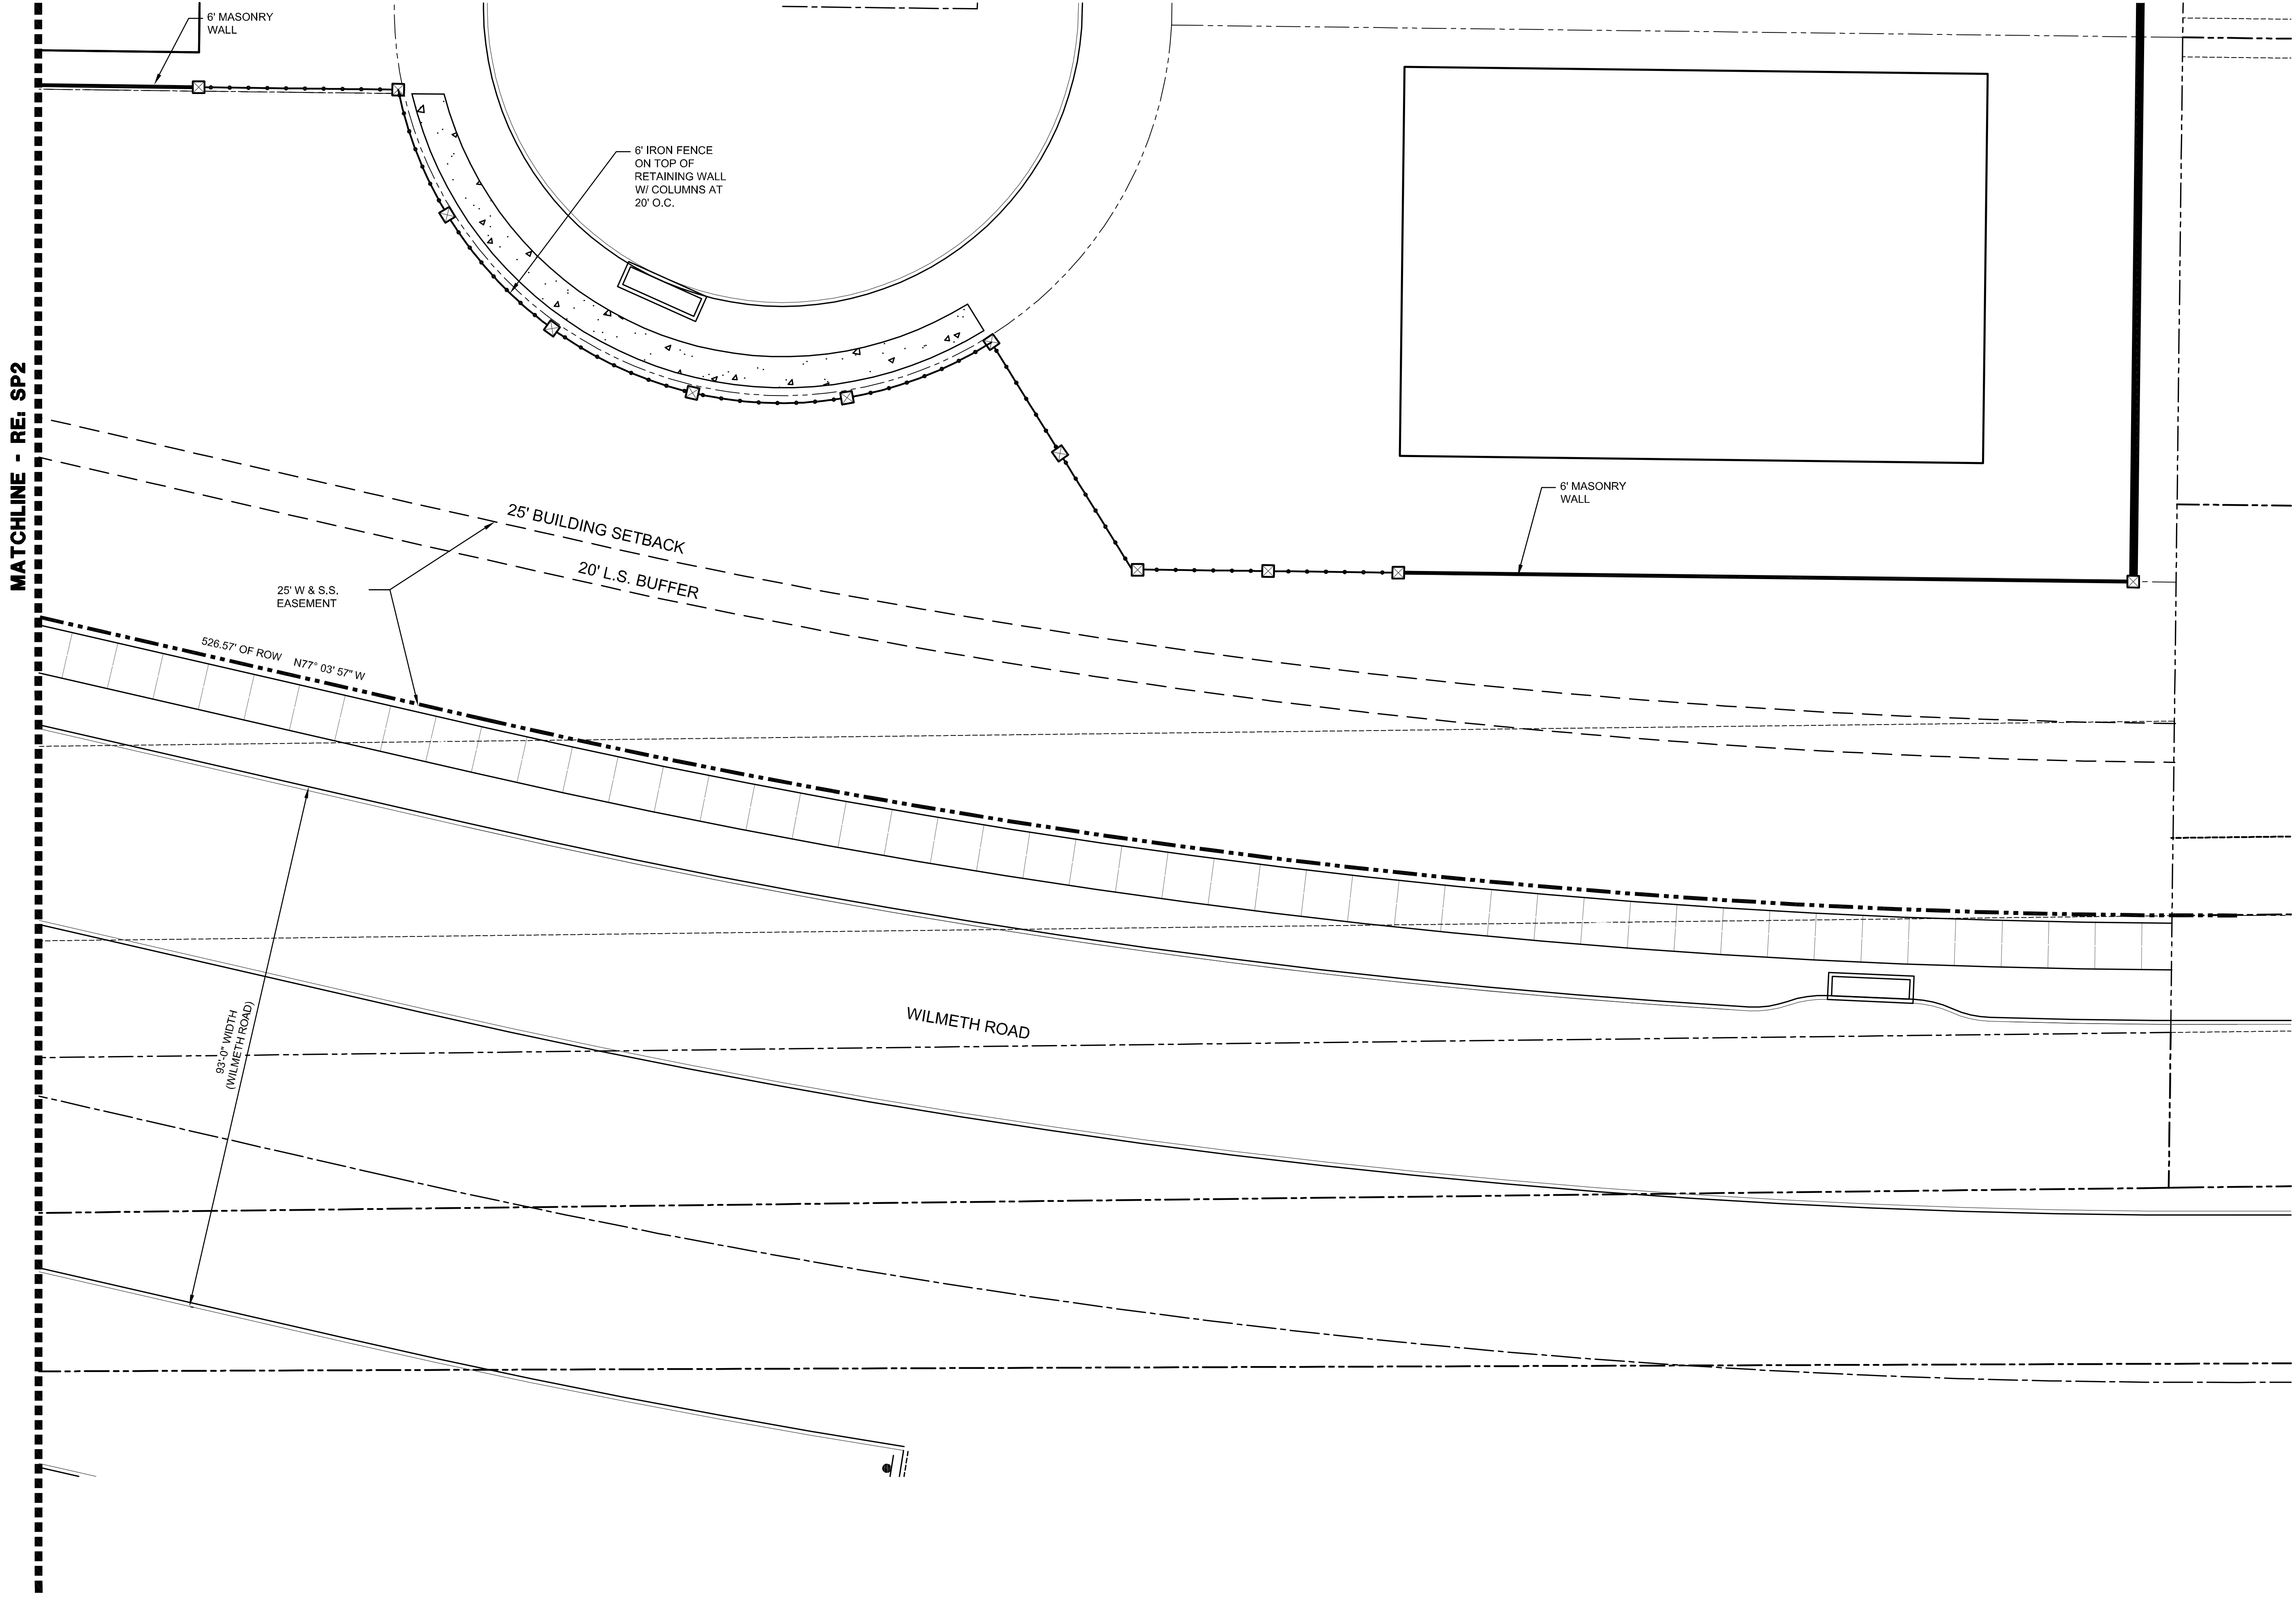 6' MASONRY
WALL
6' IRON FENCE
ON TOP OF
RETAINING WALL
W/ COLUMNS AT
20' O.C.
MATCHLINE - RE: SP2
25' BUILDING SETBACK
20' L.S. BUFFER
6' MASONRY
WALL
25' W & S.S.
EASEMENT
526.57' OF ROW N77° 03' 57" W
WILMETH ROAD
93'-0" WIDTH
(WILMETH ROAD)